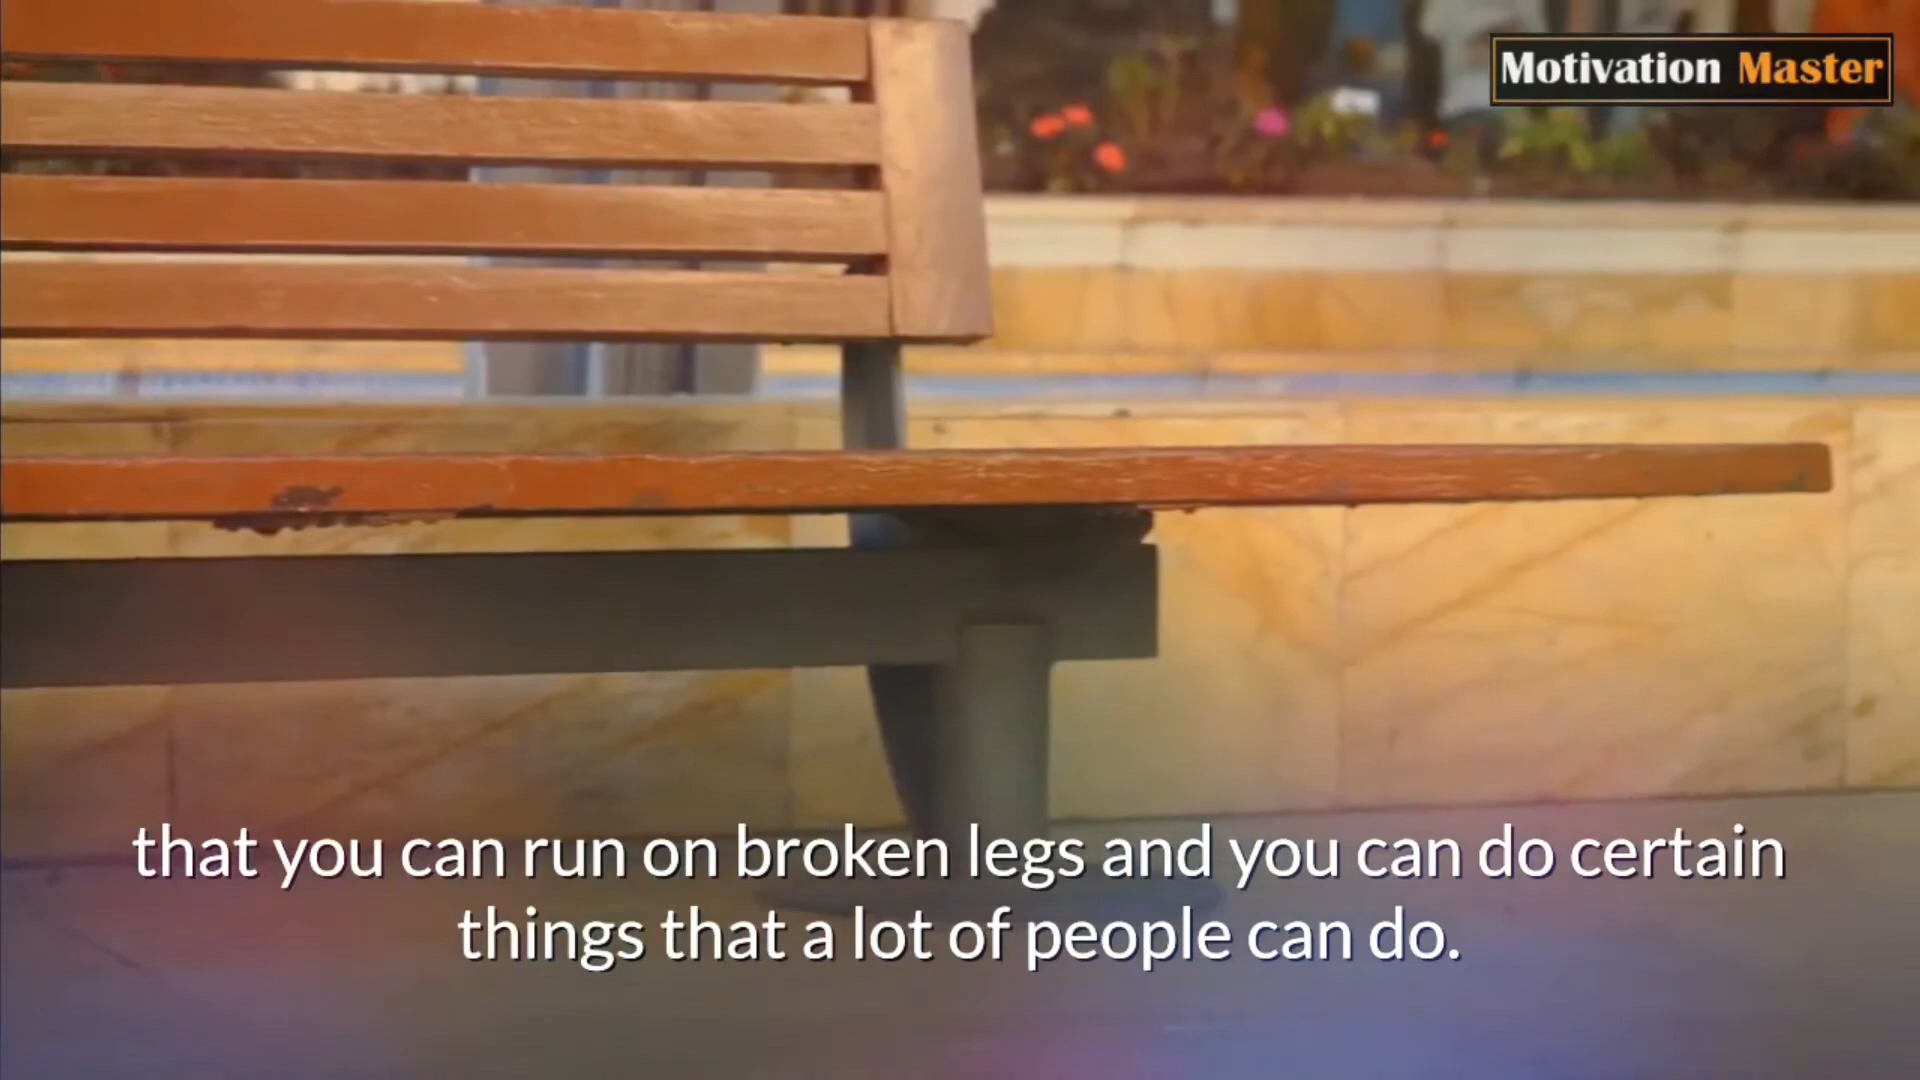 Motivation Master
that you can run on broken legs and you can do certain
things that a lot of people can do.